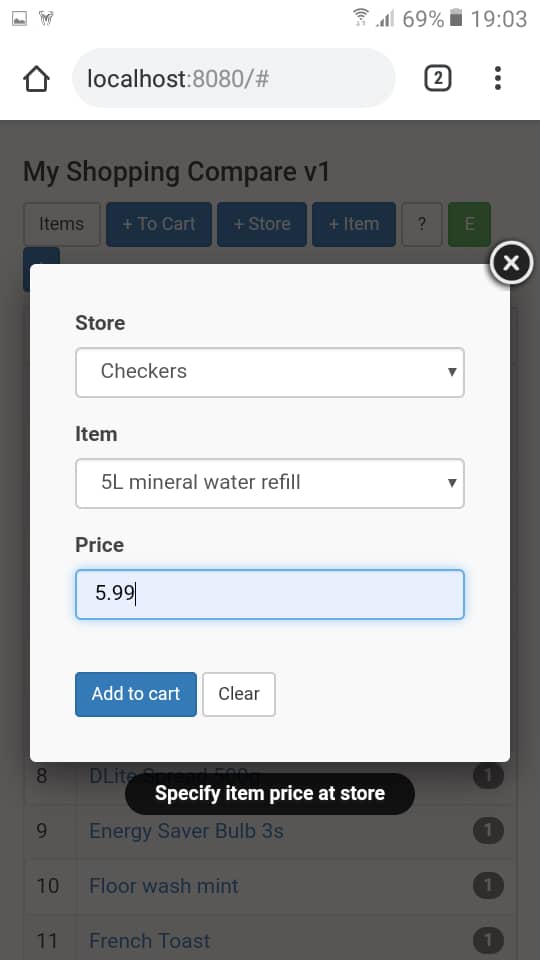 69% 19:03
localhost:8080/#
2
My Shopping Compare v1
Items + To Cart + Store + Item ? E
Store
Checkers
Item
5L mineral water refill
Price
5.99
Add to cart Clear
8 DLite Spread 500g 1
Specify item price at store
9 Energy Saver Bulb 3s 1
10 Floor wash mint 1
11 French Toast 1